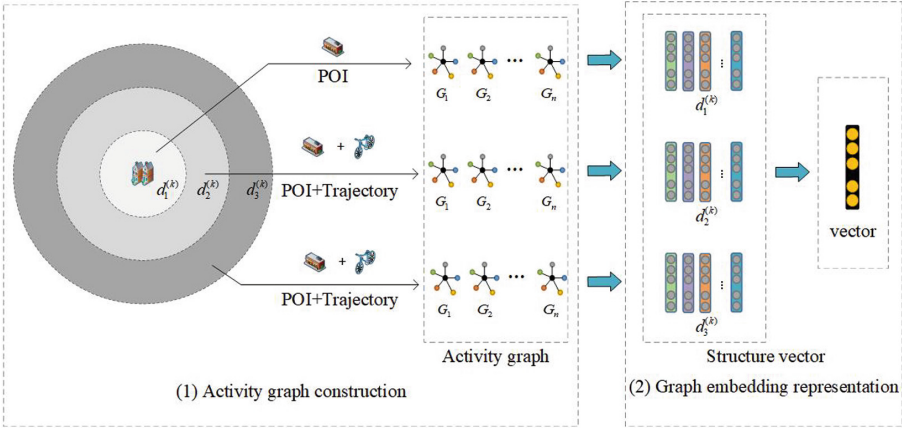 POI
G₁ G₂ ... Gₙ
d₁⁽ᵏ⁾
+
POI+Trajectory
d₁⁽ᵏ⁾ d₂⁽ᵏ⁾ d₃⁽ᵏ⁾
G₁ G₂ ... Gₙ
d₂⁽ᵏ⁾
vector
+
POI+Trajectory
G₁ G₂ ... Gₙ
d₃⁽ᵏ⁾
Activity graph
Structure vector
(1) Activity graph construction
(2) Graph embedding representation